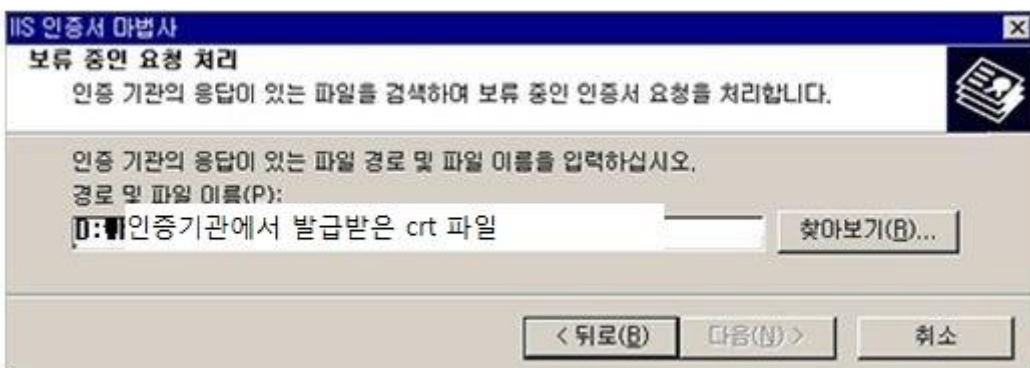 IIS 인증서 마법사
보류 중인 요청 처리
인증 기관의 응답이 있는 파일을 검색하여 보류 중인 인증서 요청을 처리합니다.
인증 기관의 응답이 있는 파일 경로 및 파일 이름을 입력하십시오.
경로 및 파일 이름(P):
D:\인증기관에서 발급받은 crt 파일
찾아보기(R)...
< 뒤로(B) 다음(N) > 취소